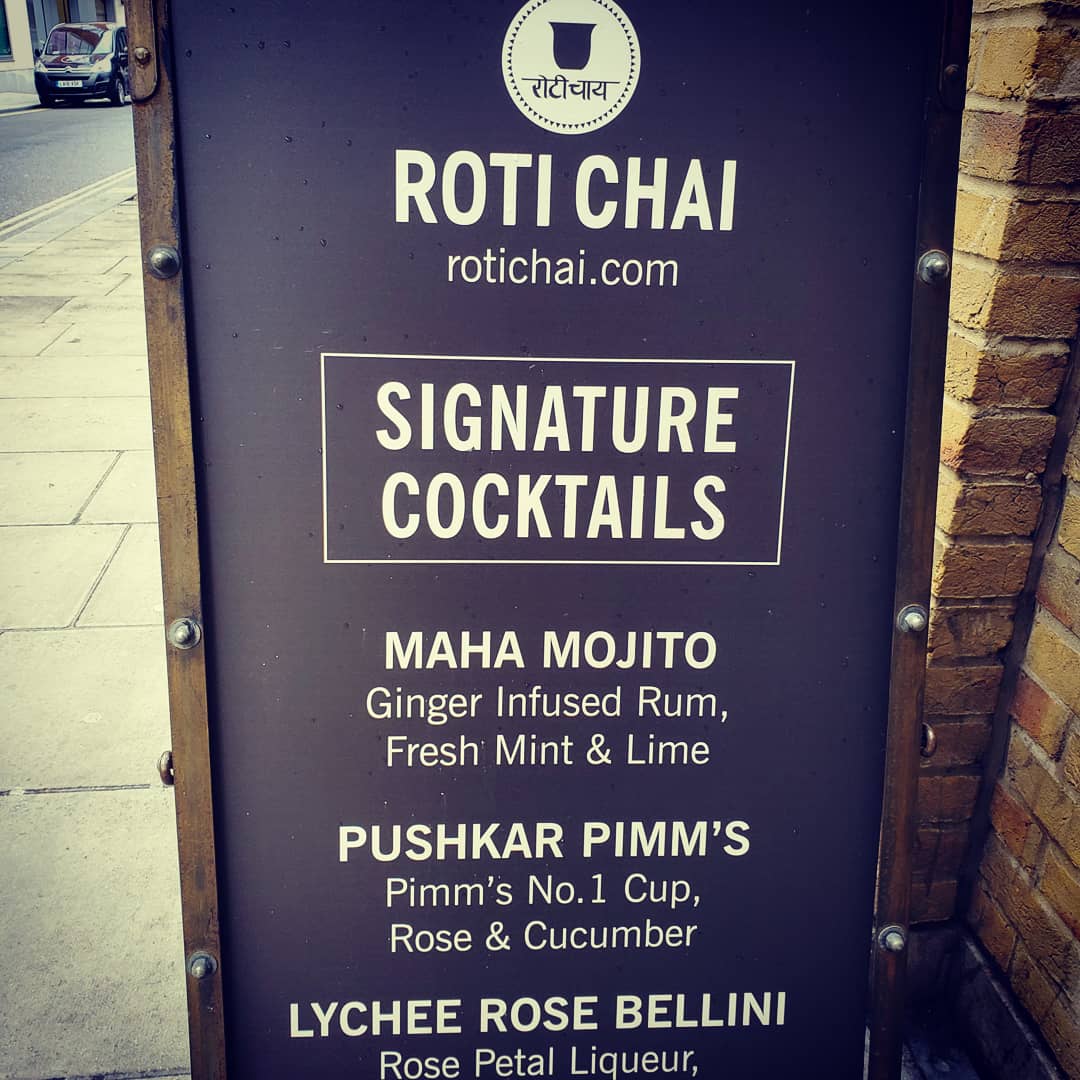 रोटी चाय
ROTI CHAI
rotichai.com
SIGNATURE
COCKTAILS
MAHA MOJITO
Ginger Infused Rum,
Fresh Mint & Lime
PUSHKAR PIMM'S
Pimm's No.1 Cup,
Rose & Cucumber
LYCHEE ROSE BELLINI
Rose Petal Liqueur,